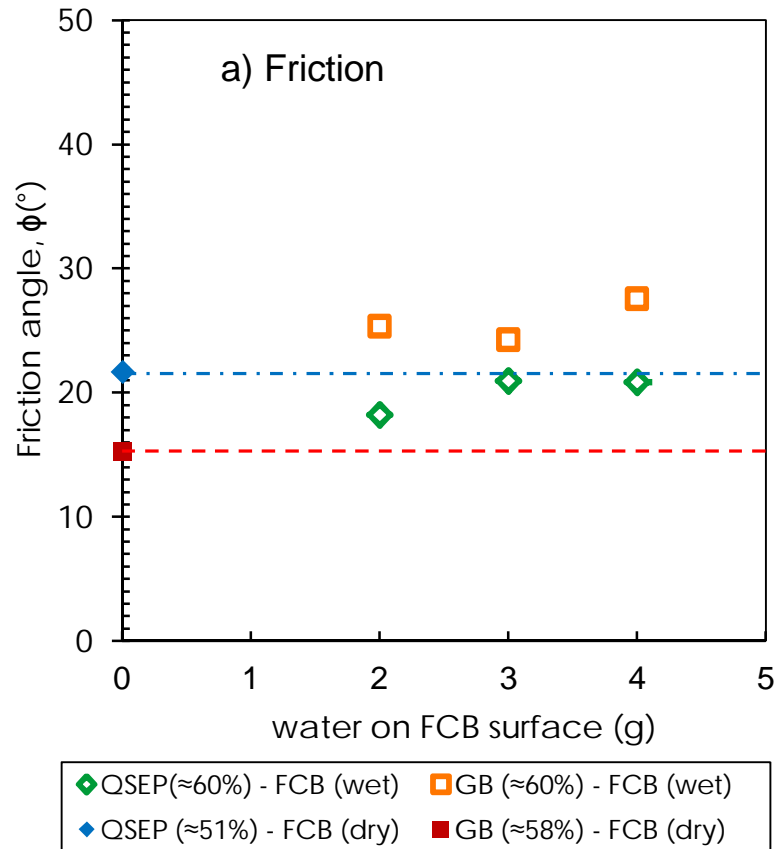 a) Friction
Friction angle, ϕ(°)
50
40
30
20
10
0
0 1 2 3 4 5
water on FCB surface (g)
QSEP(≈60%) - FCB (wet) GB (≈60%) - FCB (wet)
QSEP (≈51%) - FCB (dry) GB (≈58%) - FCB (dry)